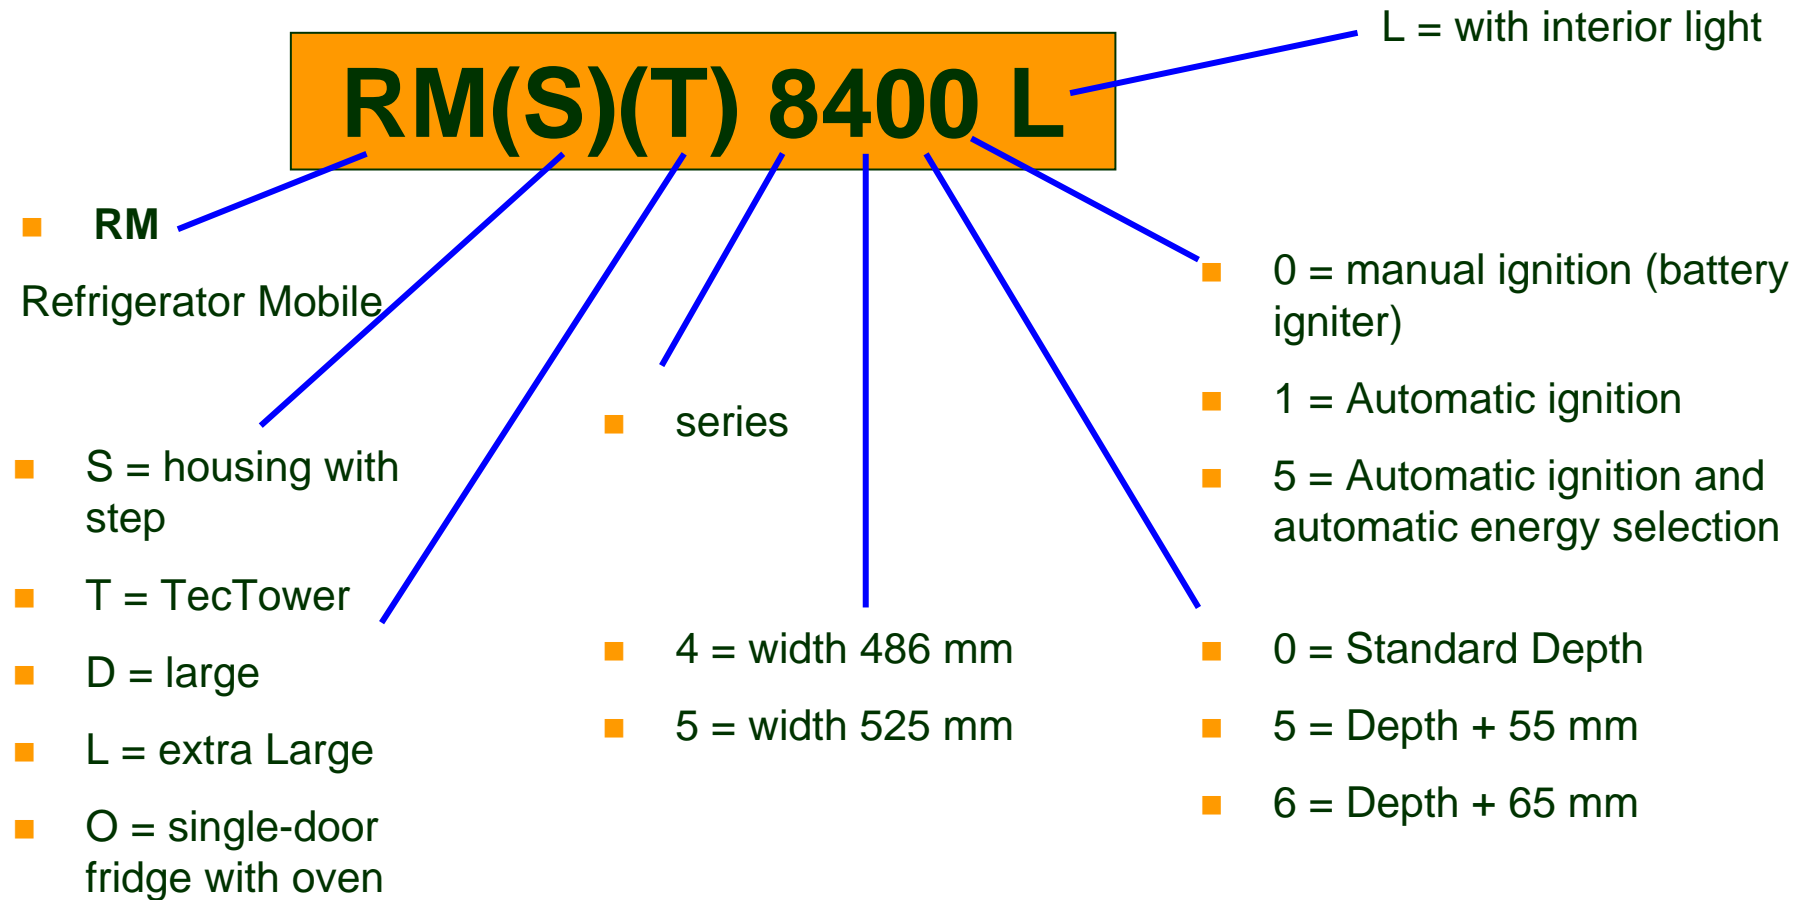 L = with interior light
RM(S)(T) 8400 L
RM
Refrigerator Mobile
S = housing with
step
T = TecTower
D = large
L = extra Large
O = single-door
fridge with oven
series
4 = width 486 mm
5 = width 525 mm
0 = manual ignition (battery
igniter)
1 = Automatic ignition
5 = Automatic ignition and
automatic energy selection
0 = Standard Depth
5 = Depth + 55 mm
6 = Depth + 65 mm